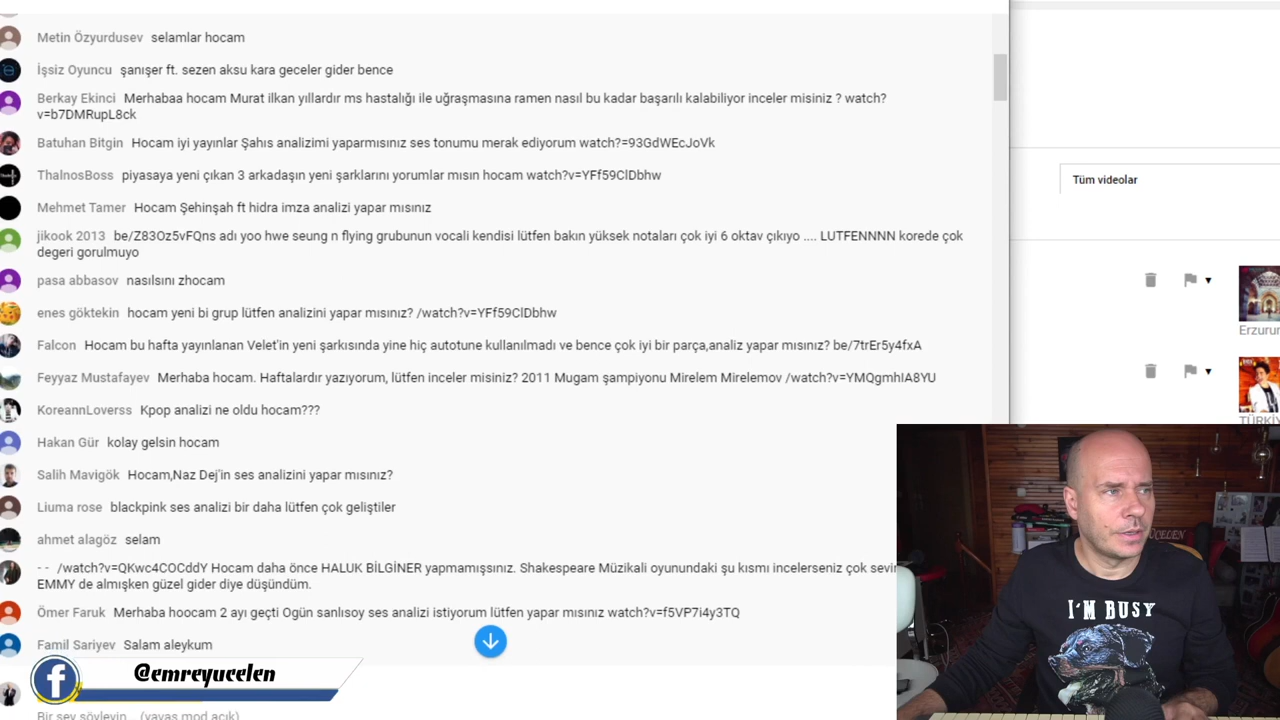 Metin Özyurdusev selamlar hocam
İşsiz Oyuncu şanışer ft. sezen aksu kara geceler gider bence
Berkay Ekinci Merhabaa hocam Murat ilkan yıllardır ms hastalığı ile uğraşmasına ramen nasıl bu kadar başarılı kalabiliyor inceler misiniz ? watch?
v=b7DMRupL8ck
Batuhan Bitgin Hocam iyi yayınlar Şahıs analizimi yaparmısınız ses tonumu merak ediyorum watch?=93GdWEcJoVk
ThalnosBoss piyasaya yeni çıkan 3 arkadaşın yeni şarklarını yorumlar mısın hocam watch?v=YFf59ClDbhw
Mehmet Tamer Hocam Şehinşah ft hidra imza analizi yapar mısınız
jikook 2013 be/Z83Oz5vFQns adı yoo hwe seung n flying grubunun vocali kendisi lütfen bakın yüksek notaları çok iyi 6 oktav çıkıyo .... LUTFENNNN korede çok
degeri gorulmuyo
pasa abbasov nasılsını zhocam
enes göktekin hocam yeni bi grup lütfen analizini yapar mısınız? /watch?v=YFf59ClDbhw
Falcon Hocam bu hafta yayınlanan Velet'in yeni şarkısında yine hiç autotune kullanılmadı ve bence çok iyi bir parça,analiz yapar mısınız? be/7trEr5y4fxA
Feyyaz Mustafayev Merhaba hocam. Haftalardır yazıyorum, lütfen inceler misiniz? 2011 Mugam şampiyonu Mirelem Mirelemov /watch?v=YMQgmhIA8YU
KoreannLoverss Kpop analizi ne oldu hocam???
Hakan Gür kolay gelsin hocam
Salih Mavigök Hocam,Naz Dej'in ses analizini yapar mısınız?
Liuma rose blackpink ses analizi bir daha lütfen çok geliştiler
ahmet alagöz selam
- - /watch?v=QKwc4COCddY Hocam daha önce HALUK BİLGİNER yapmamışsınız. Shakespeare Müzikali oyunundaki şu kısmı incelerseniz çok sevin
EMMY de almışken güzel gider diye düşündüm.
Ömer Faruk Merhaba hoocam 2 ayı geçti Ogün sanlısoy ses analizi istiyorum lütfen yapar mısınız watch?v=f5VP7i4y3TQ
Famil Sariyev Salam aleykum
@emreyucelen
Bir şey söyleyin... (yavaş mod açık)
Tüm videolar
Erzurur
TÜRKİY
I'M BUSY